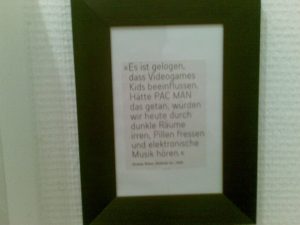 »Es ist gelogen,
dass Videogames
Kids beeinflussen.
Hätte PAC MAN
das getan, würden
wir heute durch
dunkle Räume
irren, Pillen fressen
und elektronische
Musik hören.«